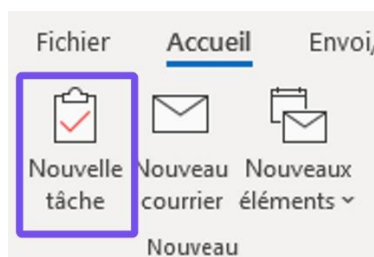 Fichier Accueil Envoi/
Nouvelle Nouveau Nouveaux
tâche courrier éléments
Nouveau